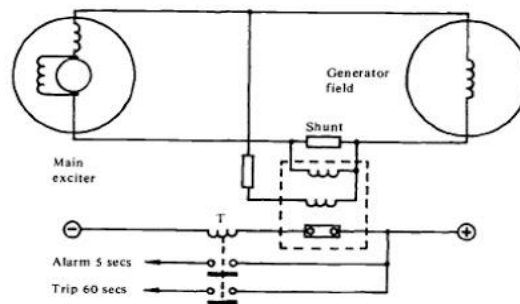 Generator
field
Shunt
Main
exciter
T
− +
Alarm 5 secs
Trip 60 secs